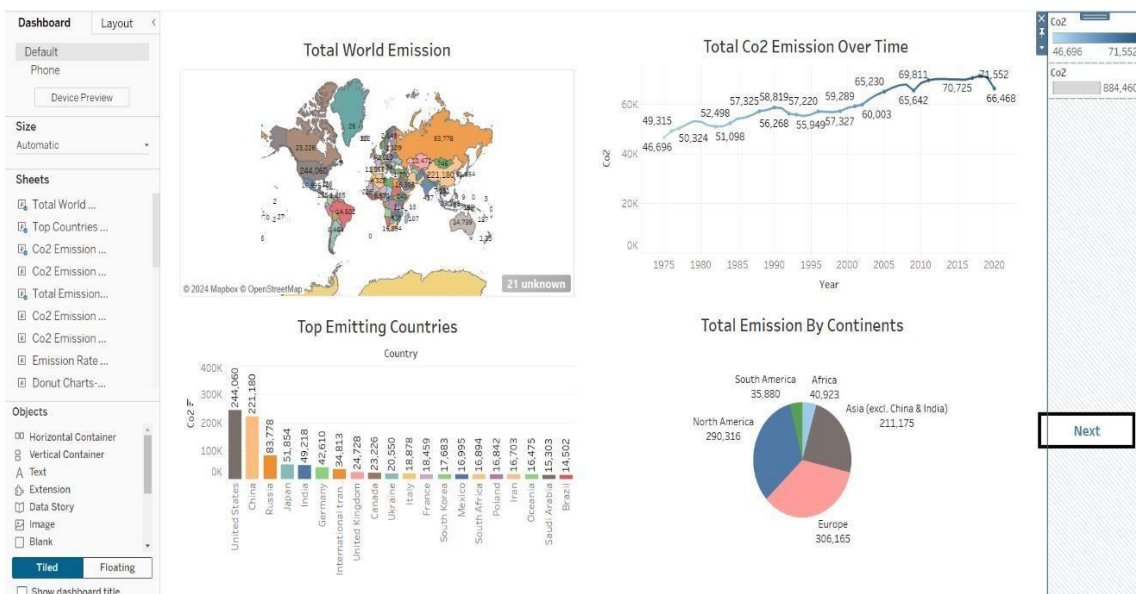 Dashboard Layout
Default
Phone
Device Preview
Size
Automatic
Sheets
Total World ...
Top Countries ...
Co2 Emission ...
Co2 Emission ...
Total Emission...
Co2 Emission ...
Co2 Emission ...
Emission Rate ...
Donut Charts-...
Objects
Horizontal Container
Vertical Container
A Text
Extension
Data Story
Image
Blank
Tiled Floating
Show dashboard title
Total World Emission
23,226
28
83,778
244,060
221,180
14,502
14,739
© 2024 Mapbox © OpenStreetMap
21 unknown
Total Co2 Emission Over Time
Co2
60K
40K
20K
0K
49,315
46,696
50,324
52,498
51,098
57,325
58,819
56,268
57,220
55,949
59,289
57,327
60,003
65,230
69,811
65,642
70,725
71,552
66,468
1975 1980 1985 1990 1995 2000 2005 2010 2015 2020
Year
Top Emitting Countries
Country
Co2
400K
300K
200K
100K
0K
244,060
221,180
83,778
51,854
49,218
42,610
34,813
24,728
23,226
20,550
18,878
18,459
17,683
16,995
16,894
16,842
16,703
16,475
15,303
14,502
United States
China
Russia
Japan
India
Germany
International tran..
United Kingdom
Canada
Ukraine
Italy
France
South Korea
Mexico
South Africa
Poland
Iran
Oceania
Saudi Arabia
Brazil
Total Emission By Continents
South America
35,880
Africa
40,923
Asia (excl. China & India)
211,175
North America
290,316
Europe
306,165
Co2
46,696 71,552
Co2
884,460
Next